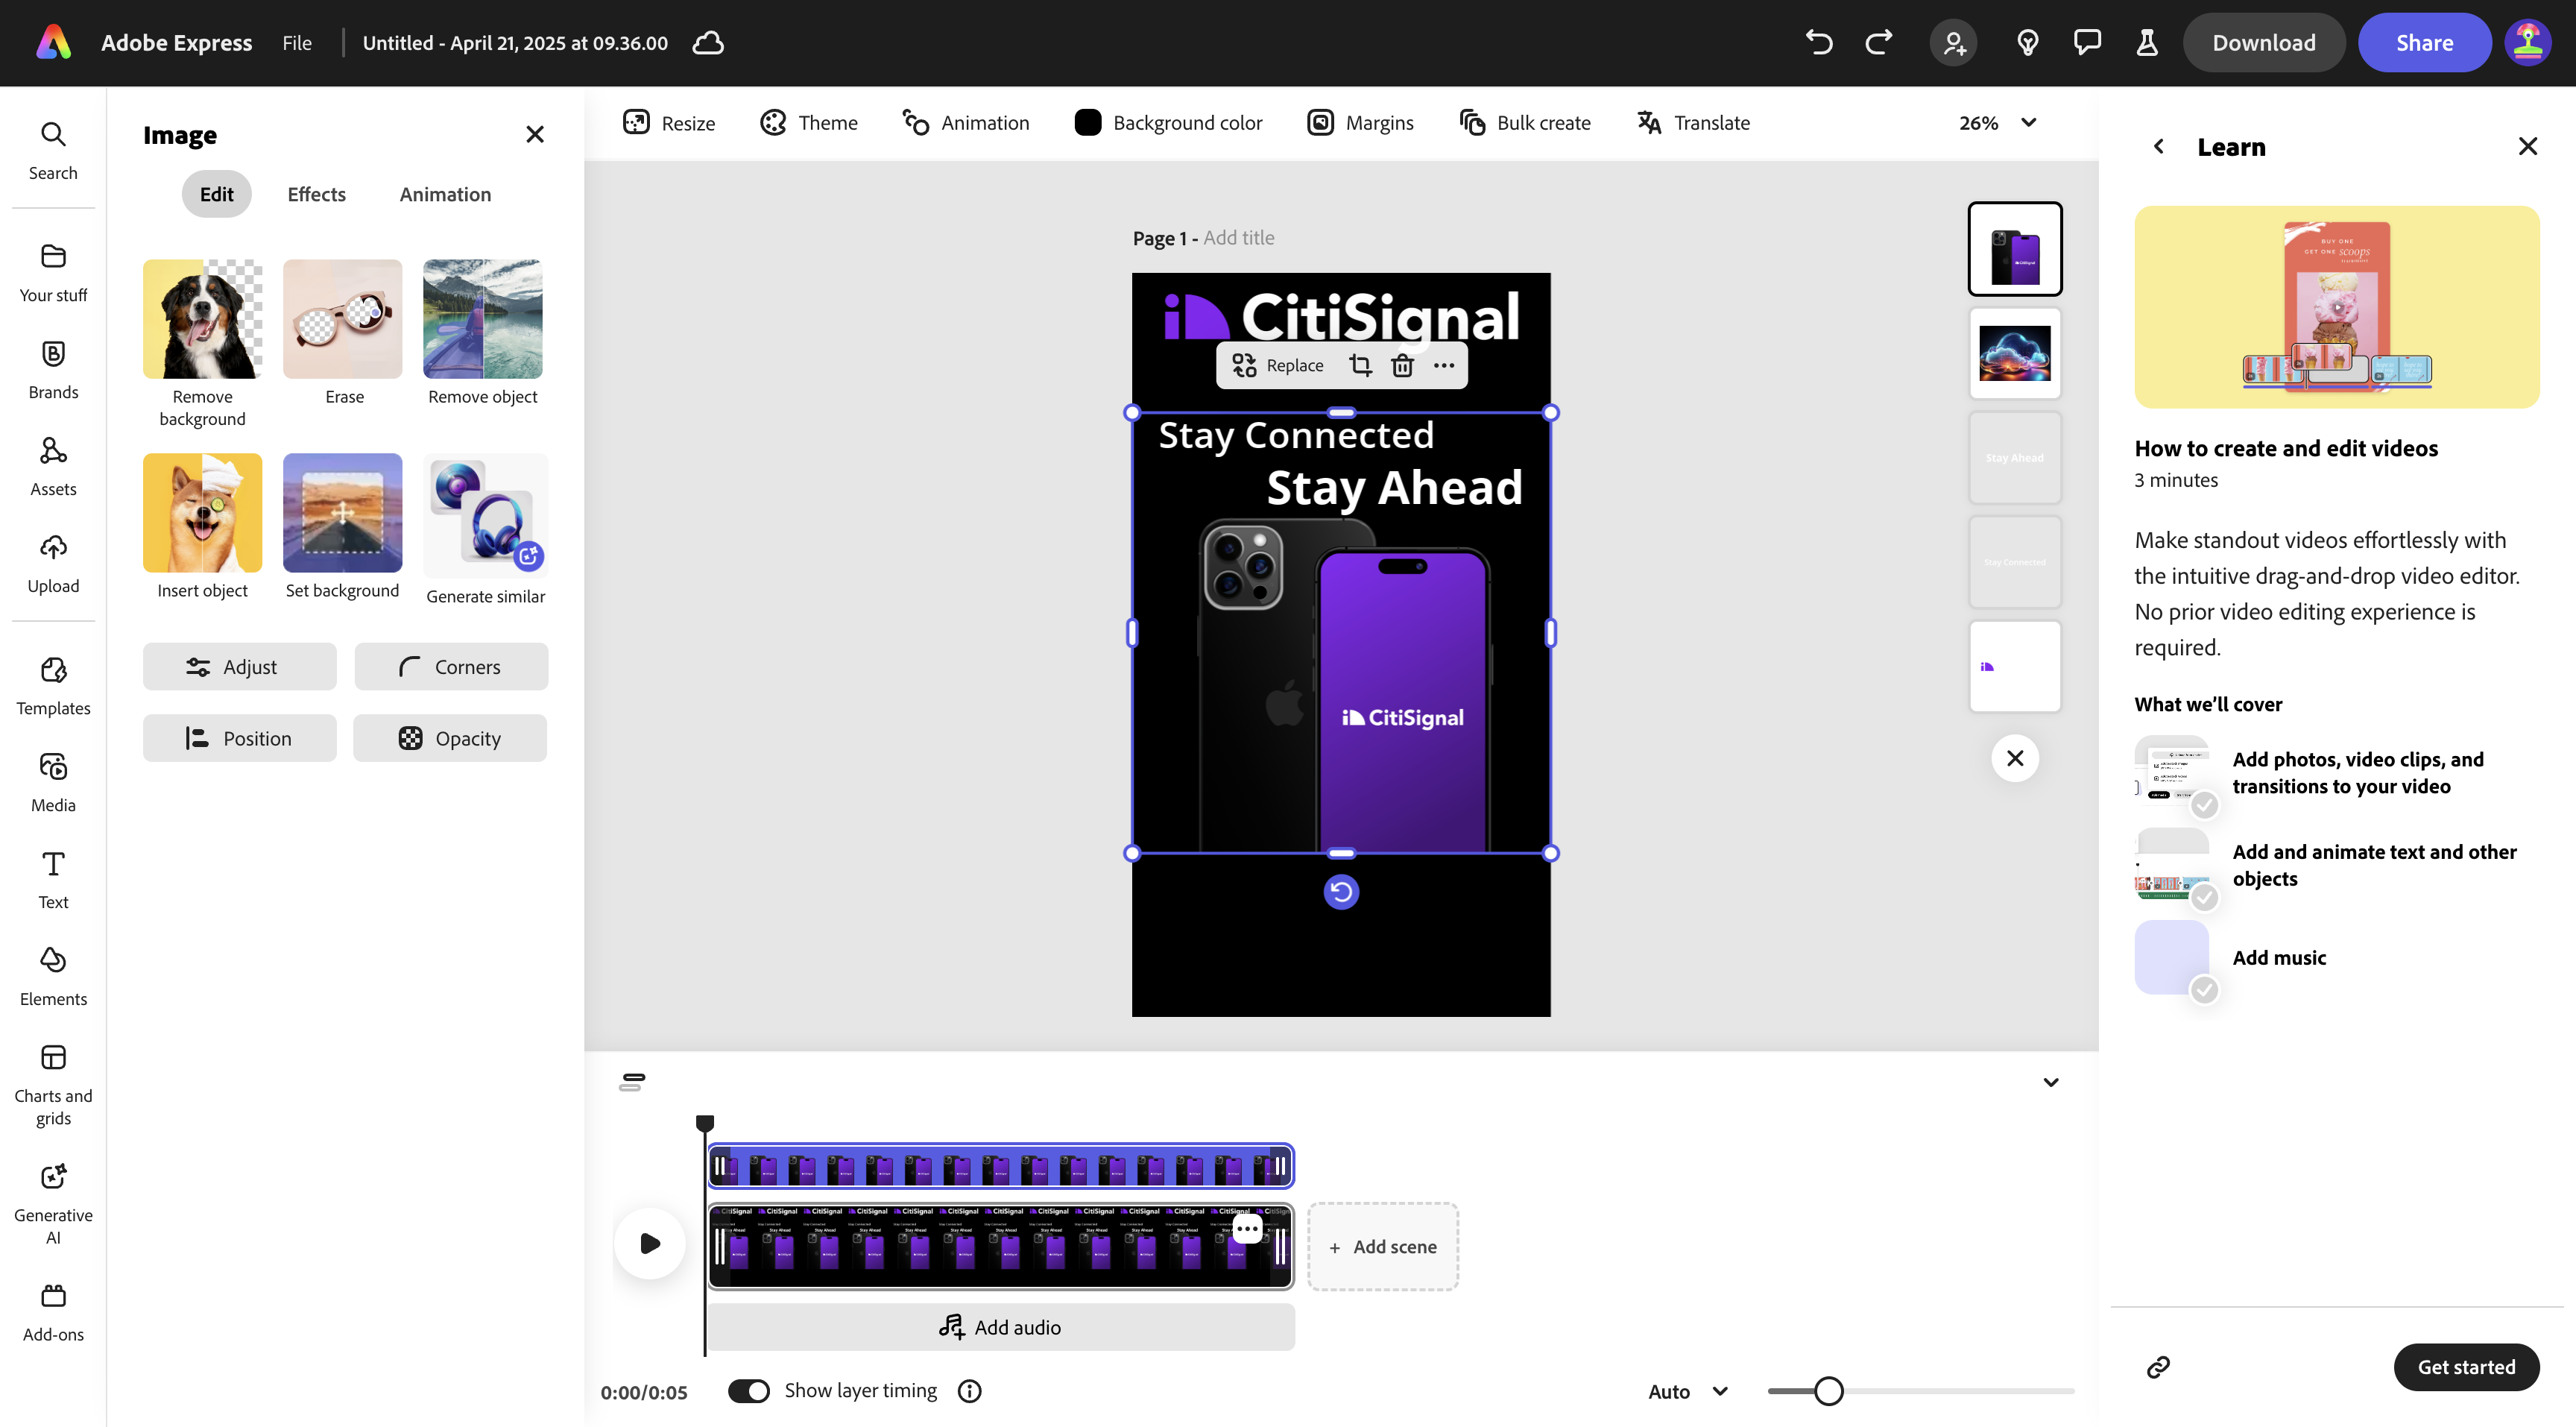 Adobe Express
File
Untitled - April 21, 2025 at 09.36.00
Download
Share
Search
Your stuff
Brands
Assets
Upload
Templates
Media
Text
Elements
Charts and
grids
Generative
AI
Add-ons
Image
Edit
Effects
Animation
Remove
background
Erase
Remove object
Insert object
Set background
Generate similar
Adjust
Corners
Position
Opacity
Resize
Theme
Animation
Background color
Margins
Bulk create
Translate
26%
Page 1 - Add title
CitiSignal
Replace
Stay Connected
Stay Ahead
CitiSignal
Stay Ahead
Stay Connected
Add scene
Add audio
0:00/0:05
Show layer timing
Auto
Learn
BUY ONE
GET ONE scoops
How to create and edit videos
3 minutes
Make standout videos effortlessly with
the intuitive drag-and-drop video editor.
No prior video editing experience is
required.
What we'll cover
Add photos, video clips, and
transitions to your video
Add and animate text and other
objects
Add music
Get started